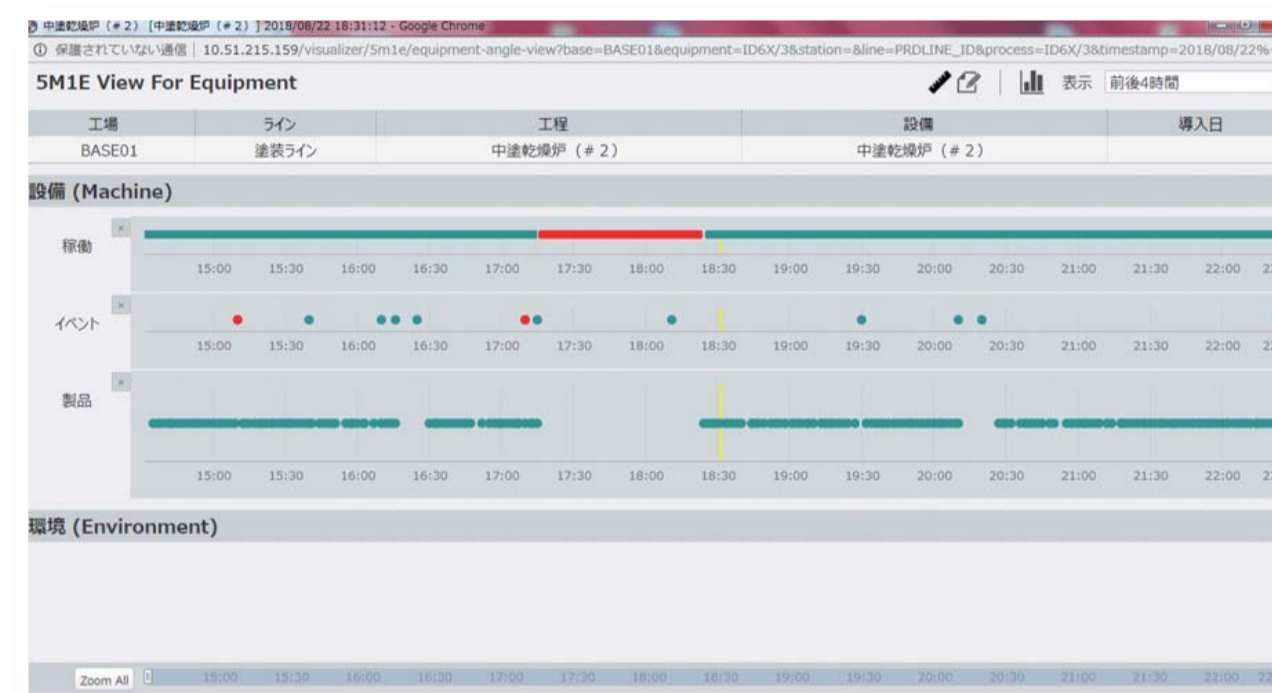 中塗乾燥炉（#2） [中塗乾燥炉（#2）] 2018/08/22 18:31:12 - Google Chrome
保護されていない通信 | 10.51.215.159/visualizer/5m1e/equipment-angle-view?base=BASE01&equipment=ID6X/3&station=&line=PRDLINE_ID&process=ID6X/3&timestamp=2018/08/22%
5M1E View For Equipment 表示 前後4時間
工場 ライン 工程 設備 導入日
BASE01 塗装ライン 中塗乾燥炉（#2） 中塗乾燥炉（#2）
設備 (Machine)
稼働
15:00 15:30 16:00 16:30 17:00 17:30 18:00 18:30 19:00 19:30 20:00 20:30 21:00 21:30 22:00
イベント
15:00 15:30 16:00 16:30 17:00 17:30 18:00 18:30 19:00 19:30 20:00 20:30 21:00 21:30 22:00
製品
15:00 15:30 16:00 16:30 17:00 17:30 18:00 18:30 19:00 19:30 20:00 20:30 21:00 21:30 22:00
環境 (Environment)
Zoom All 15:00 15:30 16:00 16:30 17:00 17:30 18:00 18:30 19:00 19:30 20:00 20:30 21:00 21:30 22:00